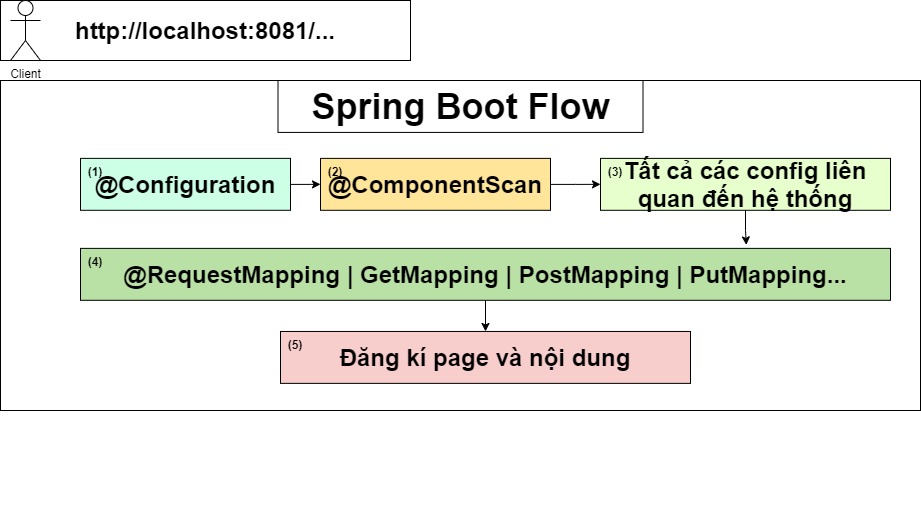 http://localhost:8081/...
Client
Spring Boot Flow
(1) @Configuration
(2) @ComponentScan
(3) Tất cả các config liên
quan đến hệ thống
(4) @RequestMapping | GetMapping | PostMapping | PutMapping...
(5) Đăng kí page và nội dung